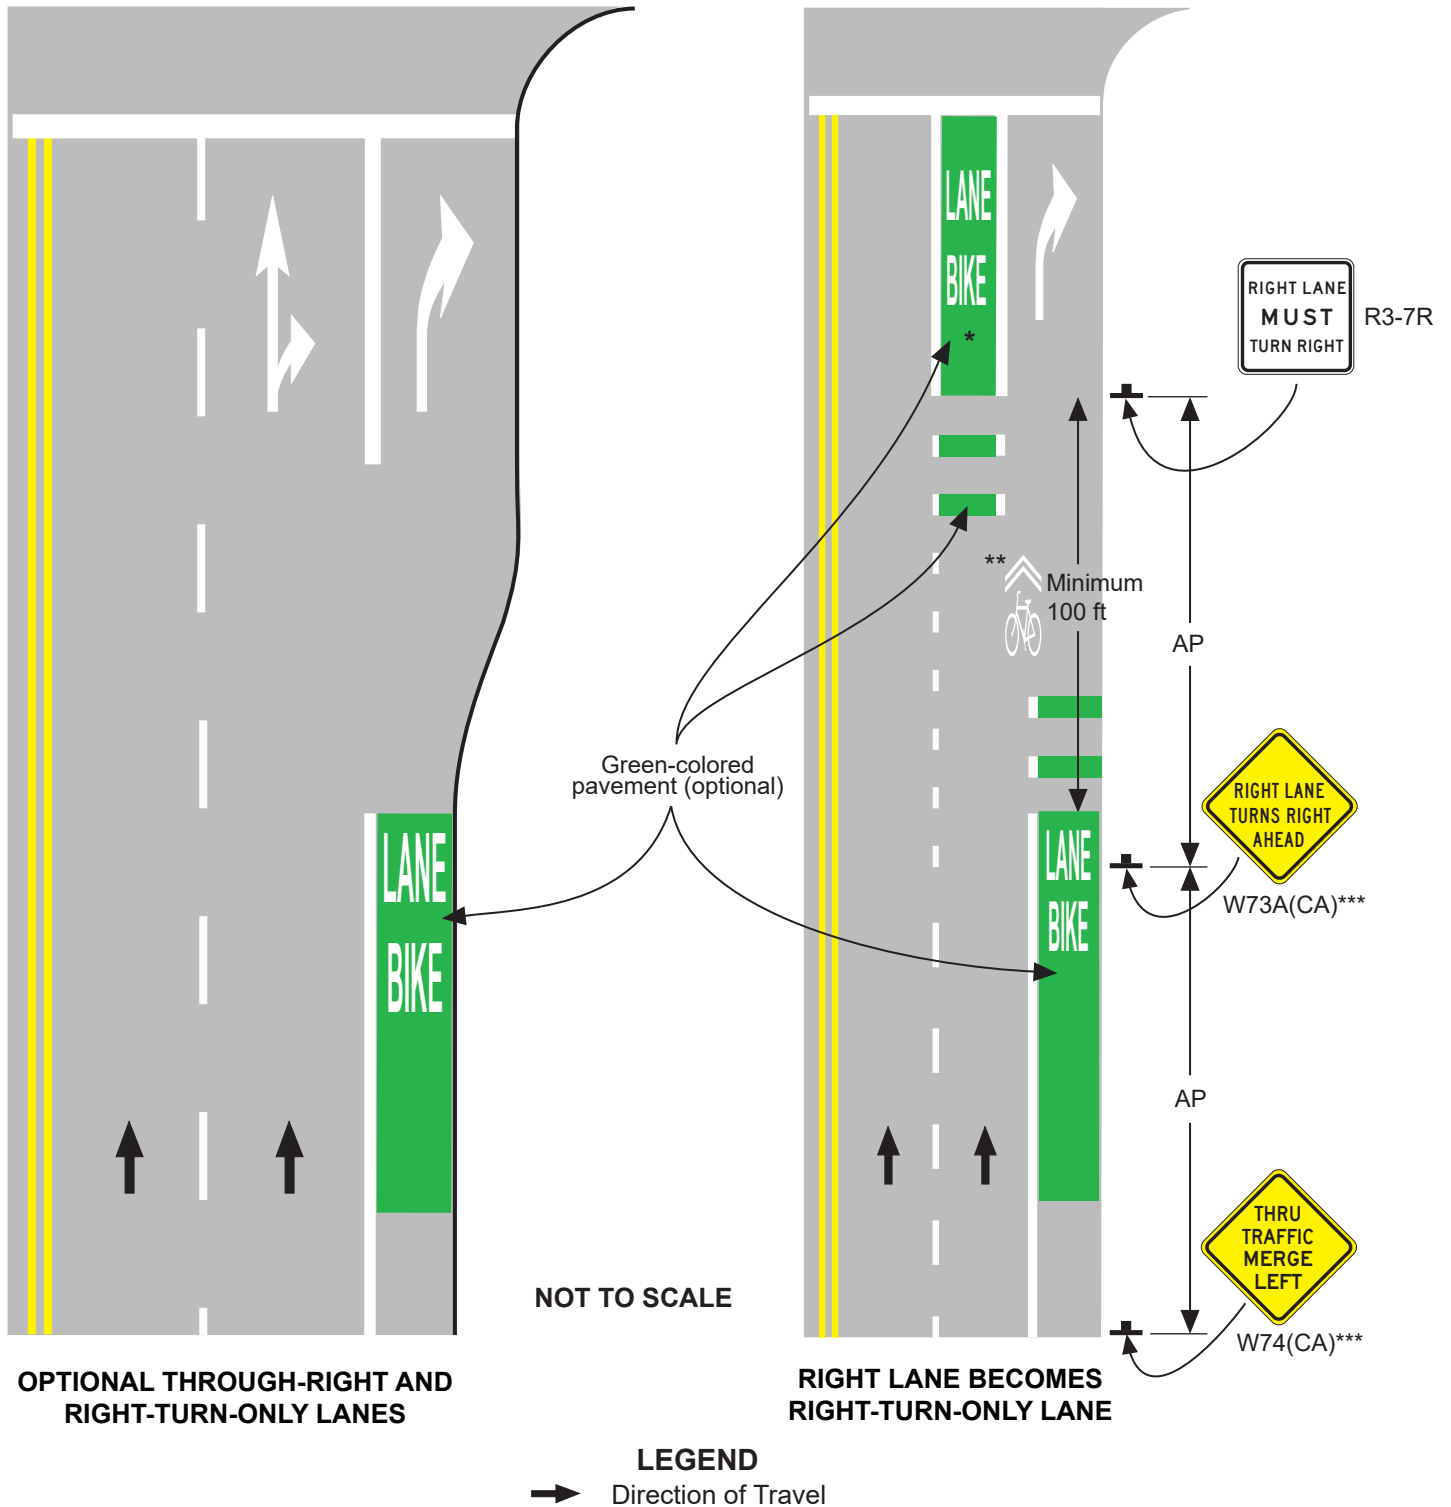 LANE
BIKE
*
RIGHT LANE
MUST
TURN RIGHT
R3-7R
**
Minimum
100 ft
AP
Green-colored
pavement (optional)
RIGHT LANE
TURNS RIGHT
AHEAD
W73A(CA)***
LANE
BIKE
LANE
BIKE
AP
THRU
TRAFFIC
MERGE
LEFT
W74(CA)***
NOT TO SCALE
OPTIONAL THROUGH-RIGHT AND
RIGHT-TURN-ONLY LANES
RIGHT LANE BECOMES
RIGHT-TURN-ONLY LANE
LEGEND
Direction of Travel